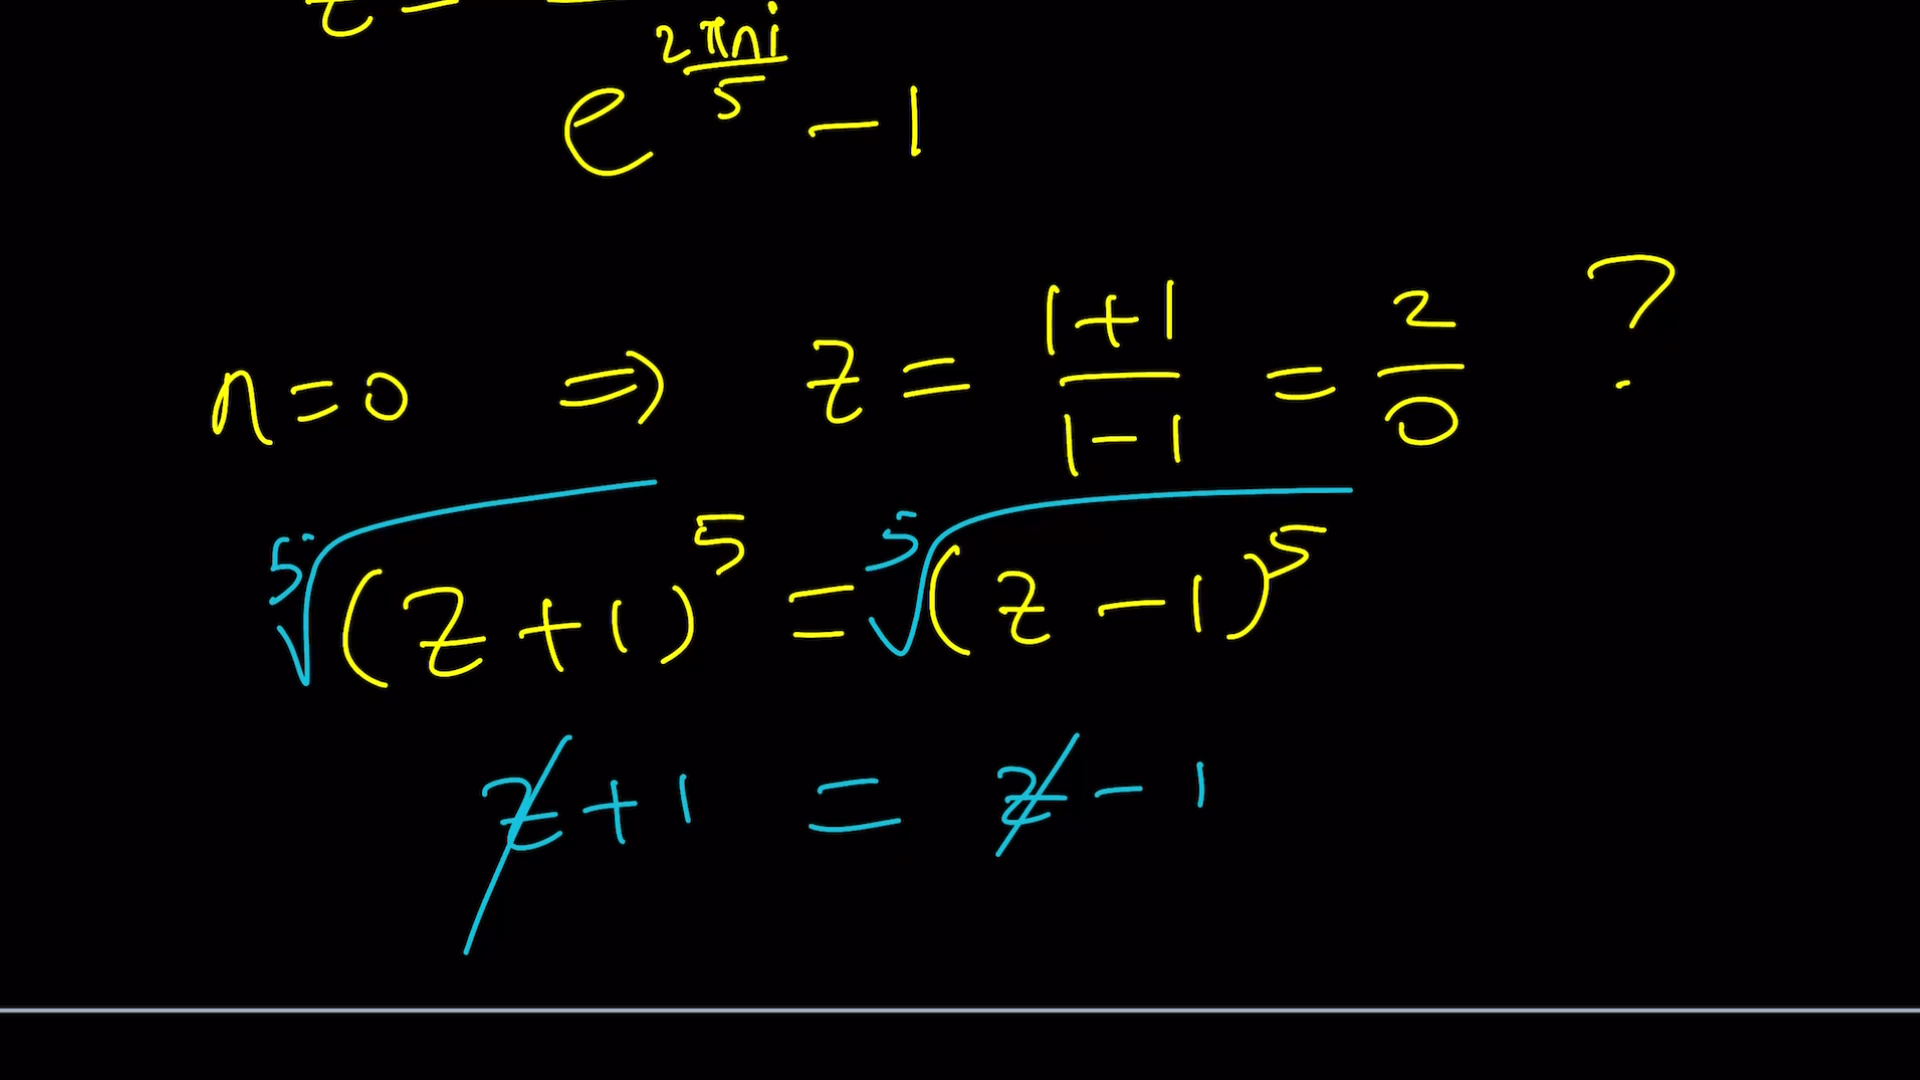 z =
e^(2πni/5) − 1
n = 0 ⇒ z = (1+1)/(1−1) = 2/0 ?
⁵√(z+1)⁵ = ⁵√(z−1)⁵
z + 1 = z − 1